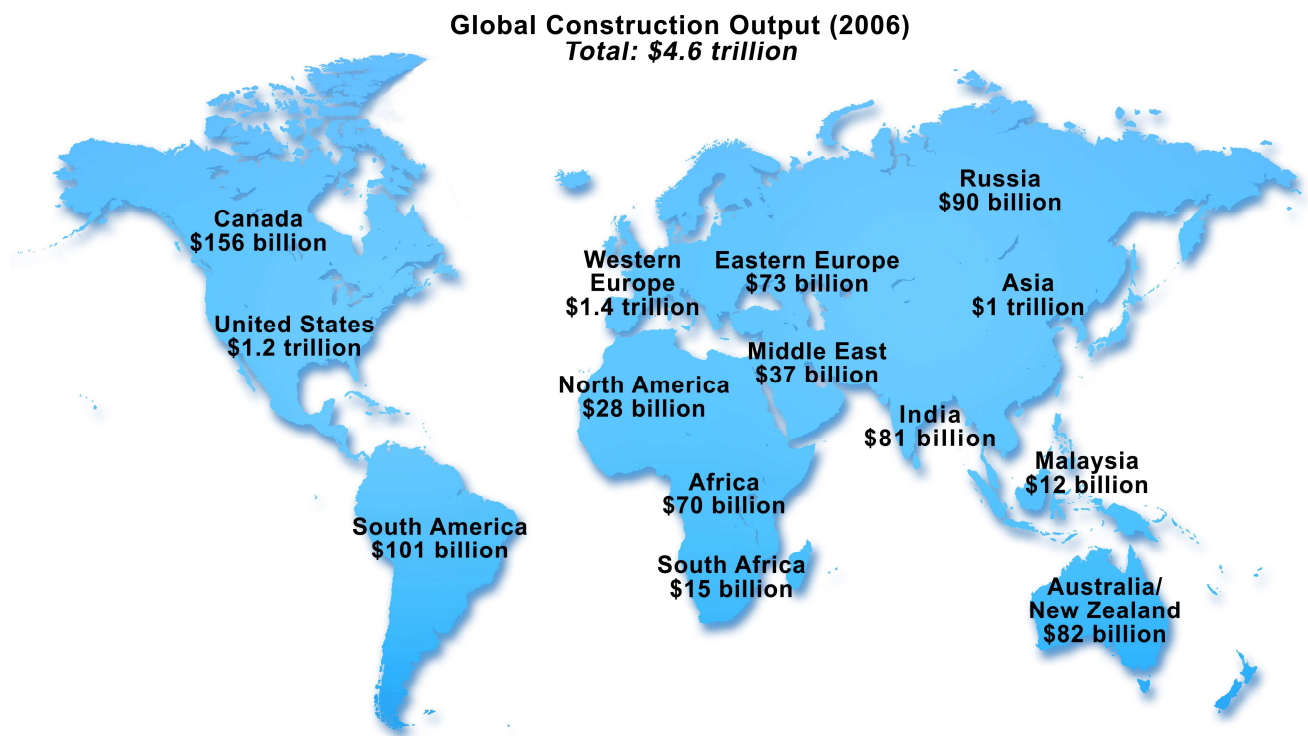 Global Construction Output (2006)
Total: $4.6 trillion
Canada
$156 billion
United States
$1.2 trillion
South America
$101 billion
Western
Europe
$1.4 trillion
Eastern Europe
$73 billion
Russia
$90 billion
Asia
$1 trillion
Middle East
$37 billion
North America
$28 billion
India
$81 billion
Malaysia
$12 billion
Africa
$70 billion
South Africa
$15 billion
Australia/
New Zealand
$82 billion